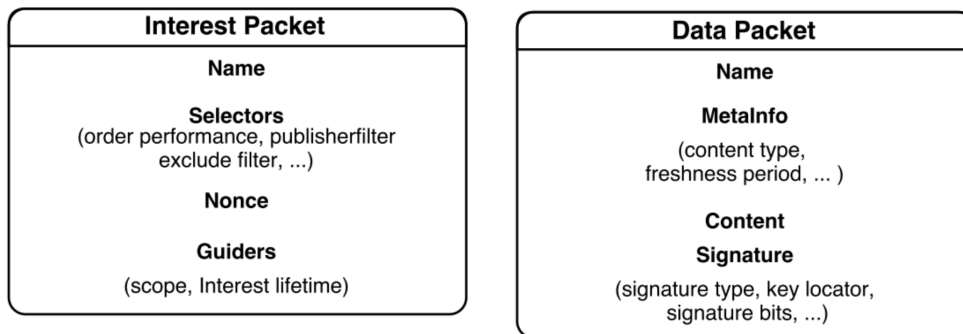 Interest Packet
Name
Selectors
(order performance, publisherfilter
exclude filter, ...)
Nonce
Guiders
(scope, Interest lifetime)
Data Packet
Name
MetaInfo
(content type,
freshness period, ... )
Content
Signature
(signature type, key locator,
signature bits, ...)